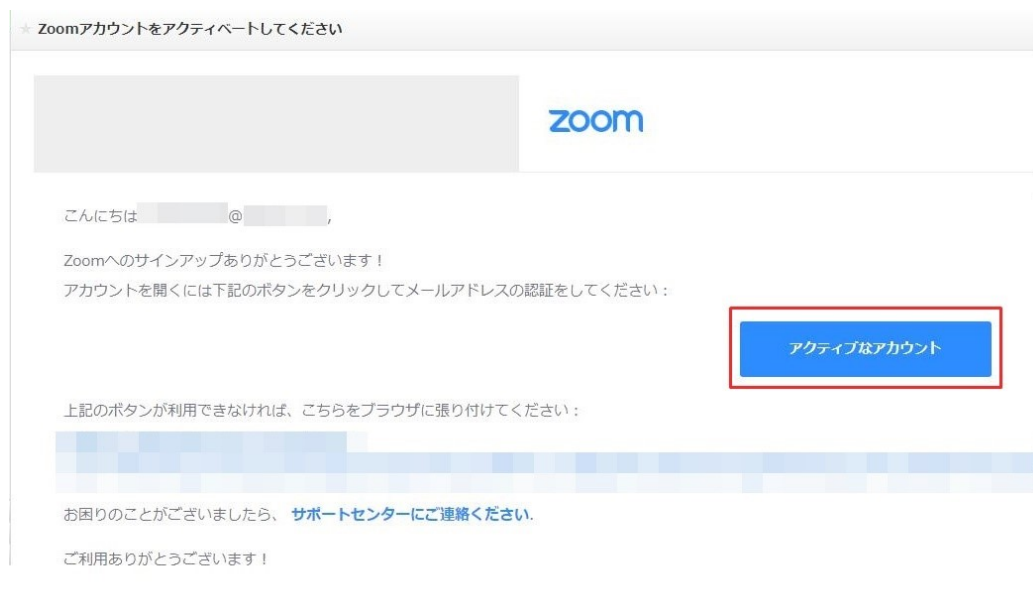 Zoomアカウントをアクティベートしてください
zoom
こんにちは @ ,
Zoomへのサインアップありがとうございます！
アカウントを開くには下記のボタンをクリックしてメールアドレスの認証をしてください：
アクティブなアカウント
上記のボタンが利用できなければ、こちらをブラウザに張り付けてください：
お困りのことがございましたら、 サポートセンターにご連絡ください.
ご利用ありがとうございます！